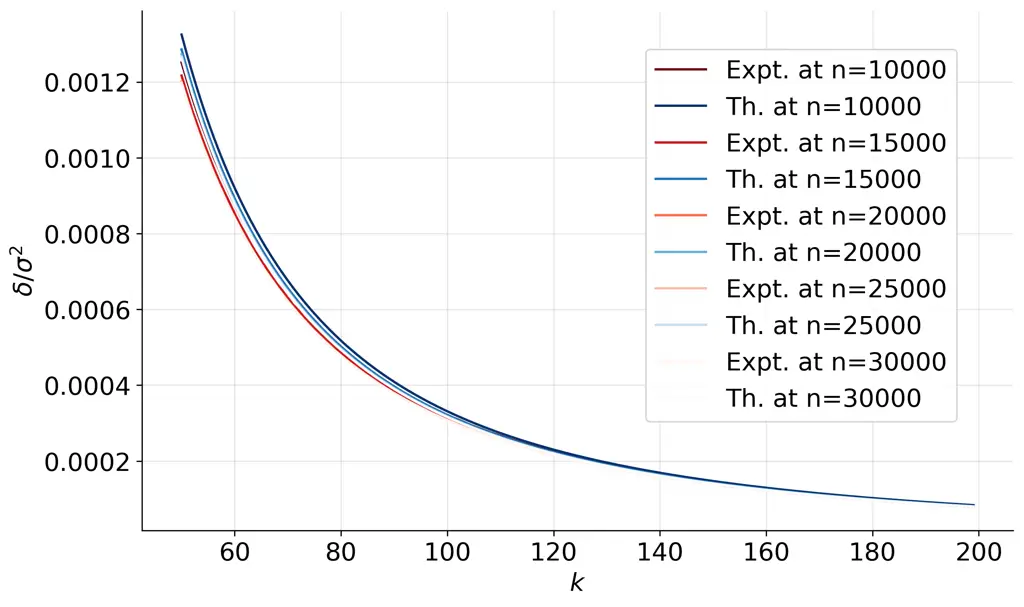 0.0012
0.0010
0.0008
0.0006
0.0004
0.0002
δ/σ²
60 80 100 120 140 160 180 200
k
Expt. at n=10000
Th. at n=10000
Expt. at n=15000
Th. at n=15000
Expt. at n=20000
Th. at n=20000
Expt. at n=25000
Th. at n=25000
Expt. at n=30000
Th. at n=30000